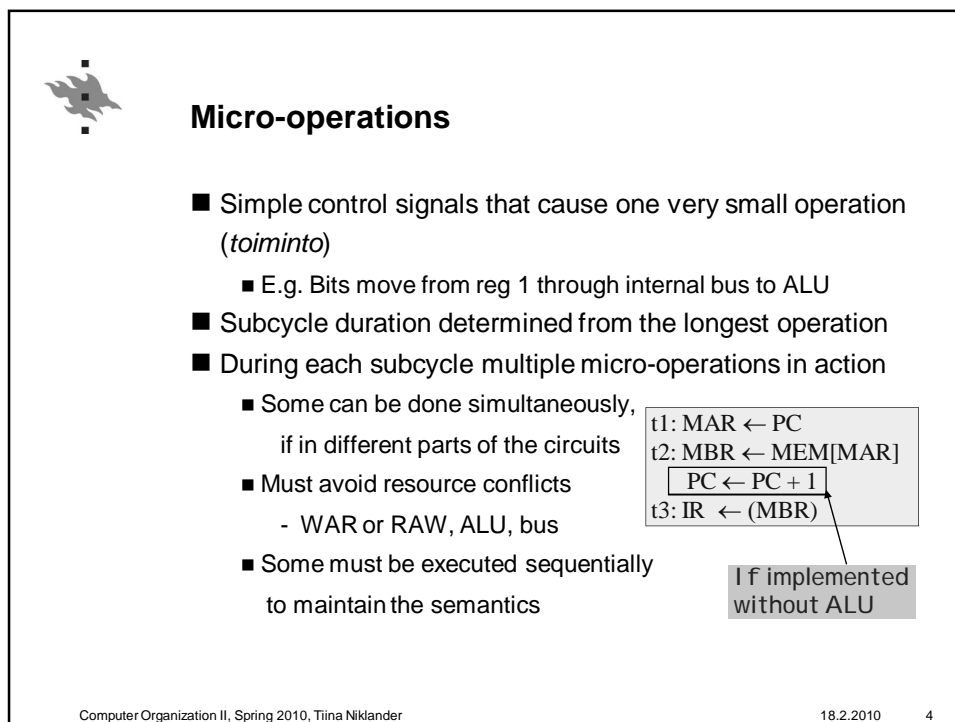 Micro-operations
■ Simple control signals that cause one very small operation
(toiminto)
■ E.g. Bits move from reg 1 through internal bus to ALU
■ Subcycle duration determined from the longest operation
■ During each subcycle multiple micro-operations in action
■ Some can be done simultaneously,
if in different parts of the circuits
■ Must avoid resource conflicts
- WAR or RAW, ALU, bus
■ Some must be executed sequentially
to maintain the semantics
t1: MAR ← PC
t2: MBR ← MEM[MAR]
PC ← PC + 1
t3: IR ← (MBR)
If implemented
without ALU
Computer Organization II, Spring 2010, Tiina Niklander
18.2.2010
4